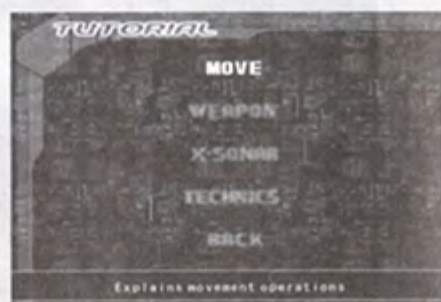 TUTORIAL
MOVE
WEAPON
X-SONAR
TECHNICS
BACK
Explains movement operations